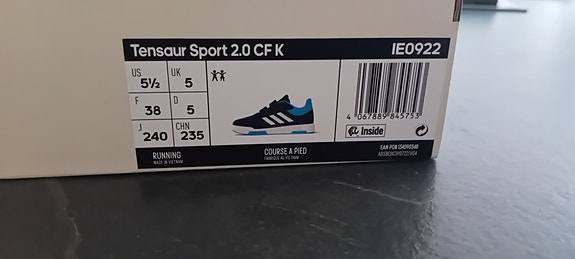 Tensaur Sport 2.0 CF K IE0922
US UK
5½ 5
F D
38 5
J CHN
240 235
4 067889 845753
Inside
RUNNING
MADE IN VIETNAM
COURSE A PIED
FABRIQUE AU VIETNAM